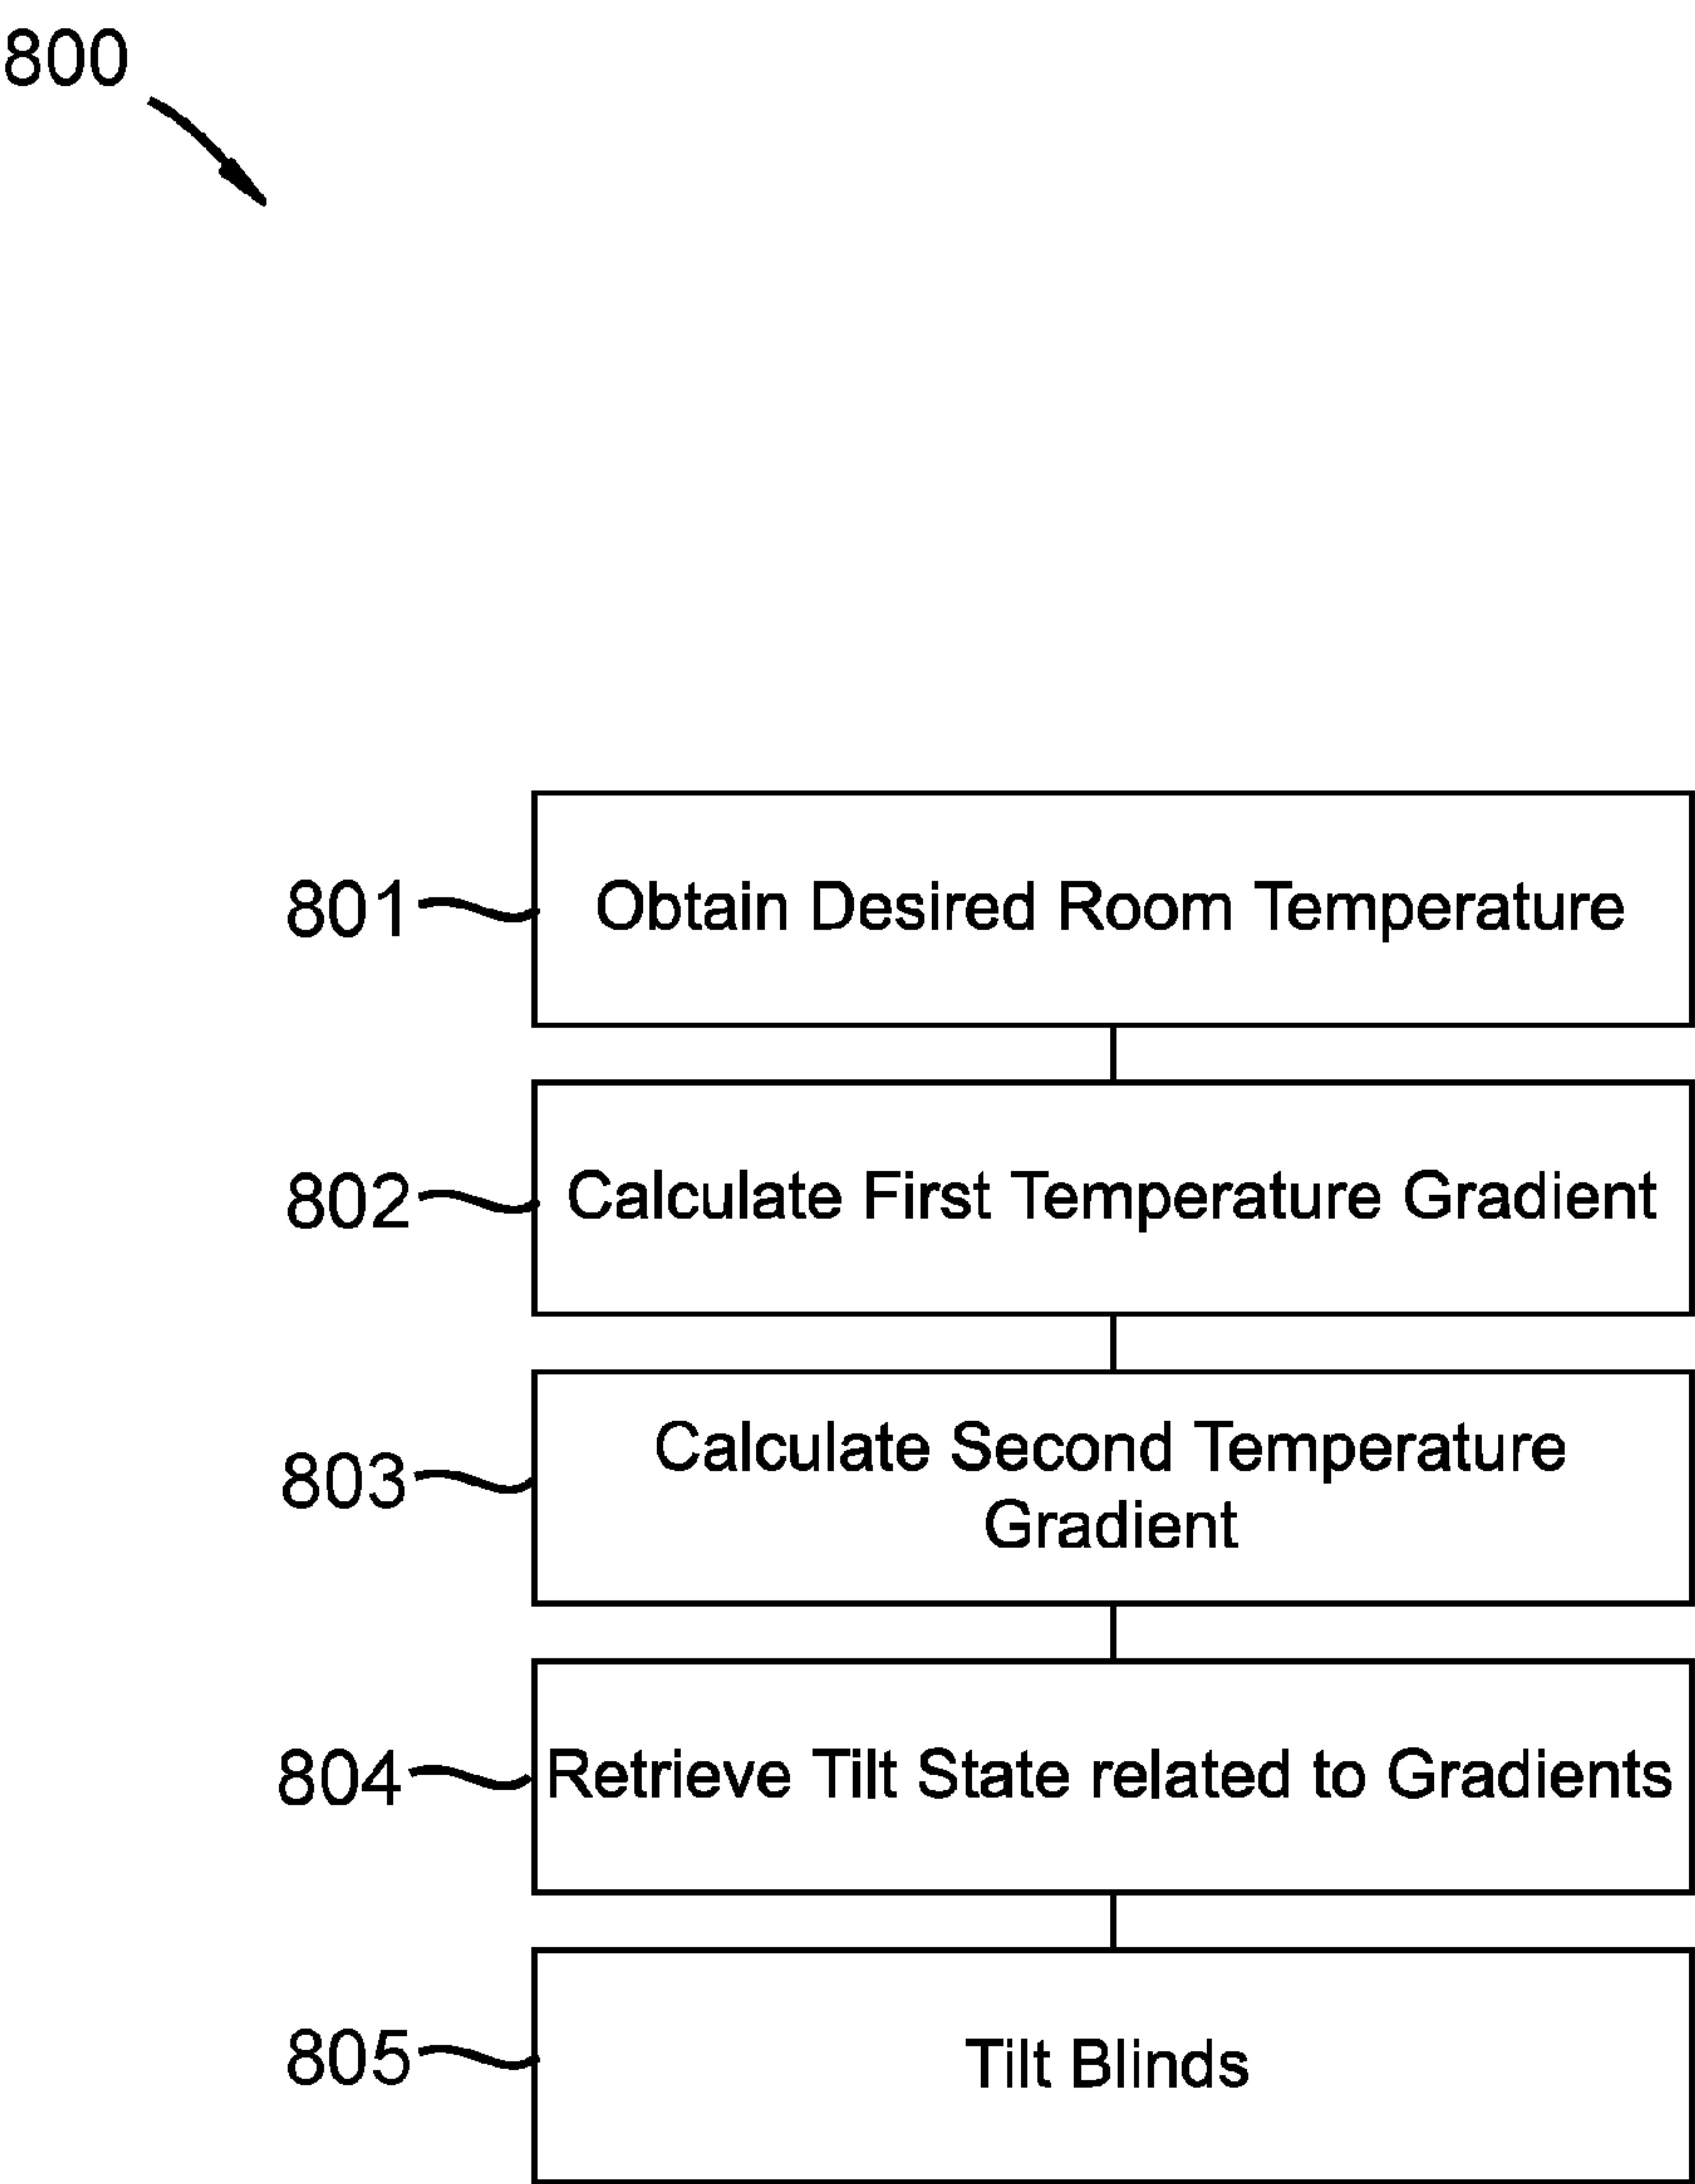 800
801 Obtain Desired Room Temperature
802 Calculate First Temperature Gradient
803 Calculate Second Temperature
Gradient
804 Retrieve Tilt State related to Gradients
805 Tilt Blinds